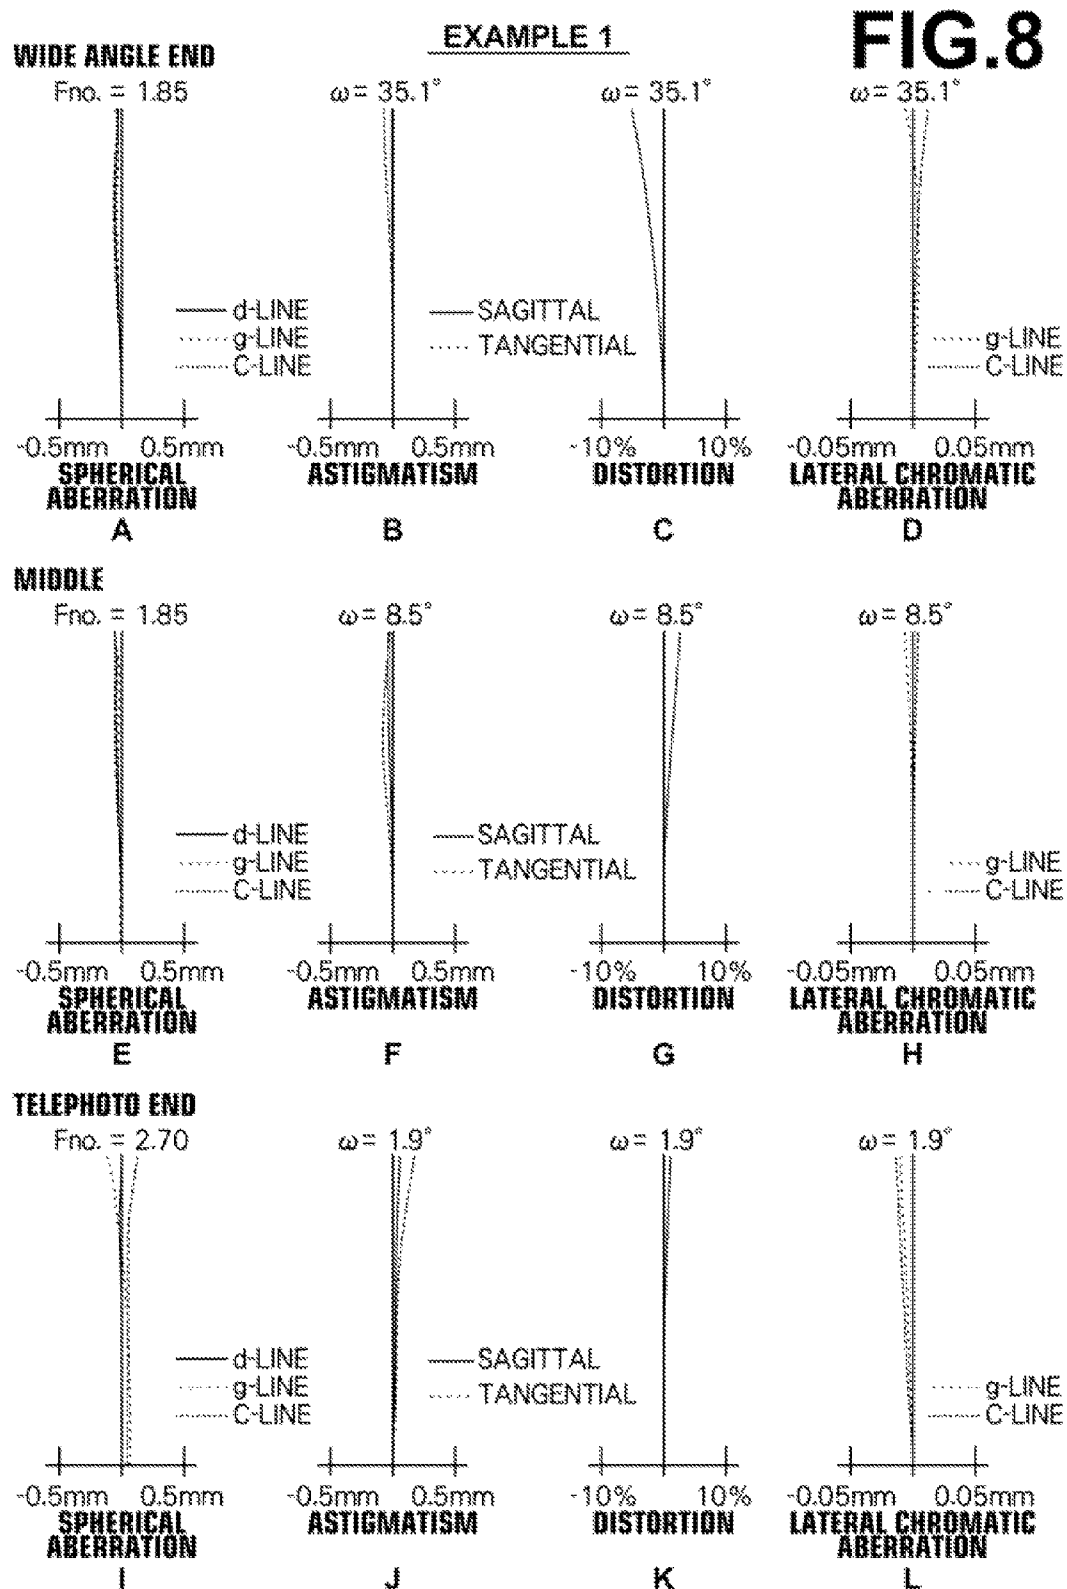 EXAMPLE 1
FIG.8
WIDE ANGLE END
Fno. = 1.85
ω = 35.1°
ω = 35.1°
ω = 35.1°
d-LINE
g-LINE
C-LINE
SAGITTAL
TANGENTIAL
g-LINE
C-LINE
-0.5mm 0.5mm
SPHERICAL
ABERRATION
A
-0.5mm 0.5mm
ASTIGMATISM
B
-10% 10%
DISTORTION
C
-0.05mm 0.05mm
LATERAL CHROMATIC
ABERRATION
D
MIDDLE
Fno. = 1.85
ω = 8.5°
ω = 8.5°
ω = 8.5°
d-LINE
g-LINE
C-LINE
SAGITTAL
TANGENTIAL
g-LINE
C-LINE
-0.5mm 0.5mm
SPHERICAL
ABERRATION
E
-0.5mm 0.5mm
ASTIGMATISM
F
-10% 10%
DISTORTION
G
-0.05mm 0.05mm
LATERAL CHROMATIC
ABERRATION
H
TELEPHOTO END
Fno. = 2.70
ω = 1.9°
ω = 1.9°
ω = 1.9°
d-LINE
g-LINE
C-LINE
SAGITTAL
TANGENTIAL
g-LINE
C-LINE
-0.5mm 0.5mm
SPHERICAL
ABERRATION
I
-0.5mm 0.5mm
ASTIGMATISM
J
-10% 10%
DISTORTION
K
-0.05mm 0.05mm
LATERAL CHROMATIC
ABERRATION
L